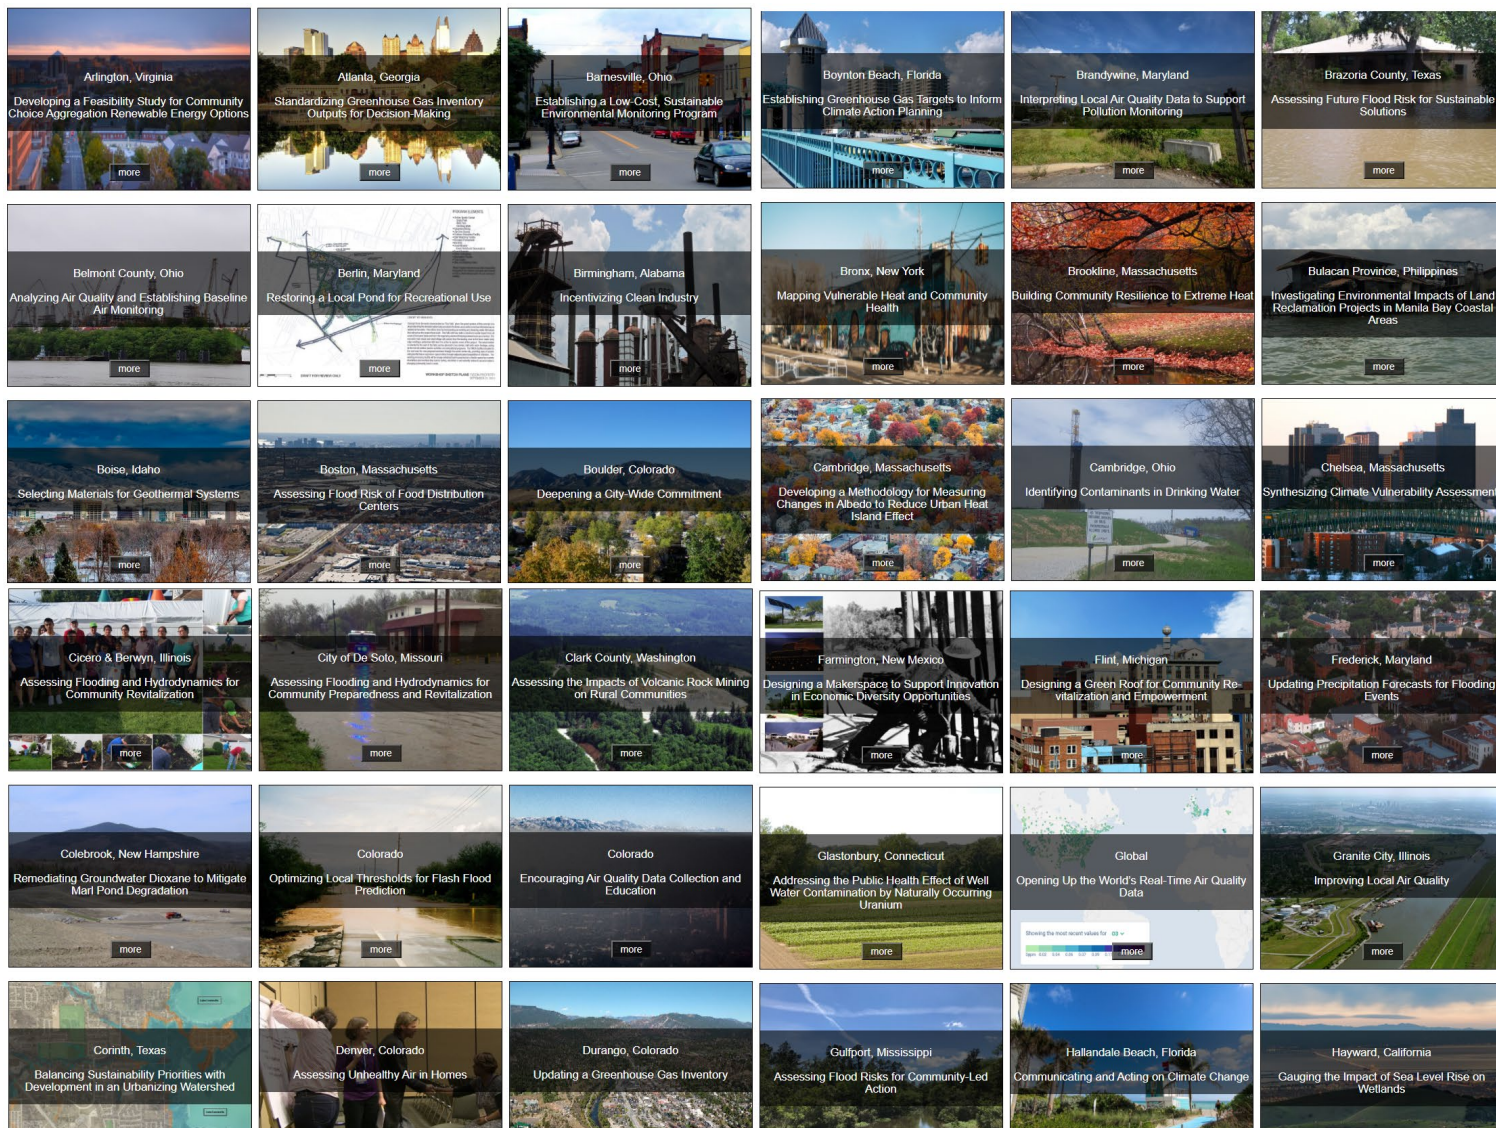 Arlington, Virginia
Developing a Feasibility Study for Community
Choice Aggregation Renewable Energy Options
more
Atlanta, Georgia
Standardizing Greenhouse Gas Inventory
Outputs for Decision-Making
more
Barnesville, Ohio
Establishing a Low-Cost, Sustainable
Environmental Monitoring Program
more
Boynton Beach, Florida
Establishing Greenhouse Gas Targets to Inform
Climate Action Planning
more
Brandywine, Maryland
Interpreting Local Air Quality Data to Support
Pollution Monitoring
more
Brazoria County, Texas
Assessing Future Flood Risk for Sustainable
Solutions
more
Belmont County, Ohio
Analyzing Air Quality and Establishing Baseline
Air Monitoring
more
Berlin, Maryland
Restoring a Local Pond for Recreational Use
more
Birmingham, Alabama
Incentivizing Clean Industry
more
Bronx, New York
Mapping Vulnerable Heat and Community
Health
more
Brookline, Massachusetts
Building Community Resilience to Extreme Heat
more
Bulacan Province, Philippines
Investigating Environmental Impacts of Land
Reclamation Projects in Manila Bay Coastal
Areas
more
Boise, Idaho
Selecting Materials for Geothermal Systems
more
Boston, Massachusetts
Assessing Flood Risk of Food Distribution
Centers
more
Boulder, Colorado
Deepening a City-Wide Commitment
more
Cambridge, Massachusetts
Developing a Methodology for Measuring
Changes in Albedo to Reduce Urban Heat
Island Effect
more
Cambridge, Ohio
Identifying Contaminants in Drinking Water
more
Chelsea, Massachusetts
Synthesizing Climate Vulnerability Assessment
more
Cicero & Berwyn, Illinois
Assessing Flooding and Hydrodynamics for
Community Revitalization
more
City of De Soto, Missouri
Assessing Flooding and Hydrodynamics for
Community Preparedness and Revitalization
more
Clark County, Washington
Assessing the Impacts of Volcanic Rock Mining
on Rural Communities
more
Farmington, New Mexico
Designing a Makerspace to Support Innovation
in Economic Diversity Opportunities
more
Flint, Michigan
Designing a Green Roof for Community Re-
vitalization and Empowerment
more
Frederick, Maryland
Updating Precipitation Forecasts for Flooding
Events
more
Colebrook, New Hampshire
Remediating Groundwater Dioxane to Mitigate
Marl Pond Degradation
more
Colorado
Optimizing Local Thresholds for Flash Flood
Prediction
more
Colorado
Encouraging Air Quality Data Collection and
Education
more
Glastonbury, Connecticut
Addressing the Public Health Effect of Well
Water Contamination by Naturally Occurring
Uranium
more
Global
Opening Up the World's Real-Time Air Quality
Data
Showing the most recent values for O3
more
Granite City, Illinois
Improving Local Air Quality
more
Corinth, Texas
Balancing Sustainability Priorities with
Development in an Urbanizing Watershed
Denver, Colorado
Assessing Unhealthy Air in Homes
Durango, Colorado
Updating a Greenhouse Gas Inventory
Gulfport, Mississippi
Assessing Flood Risks for Community-Led
Action
Hallandale Beach, Florida
Communicating and Acting on Climate Change
Hayward, California
Gauging the Impact of Sea Level Rise on
Wetlands